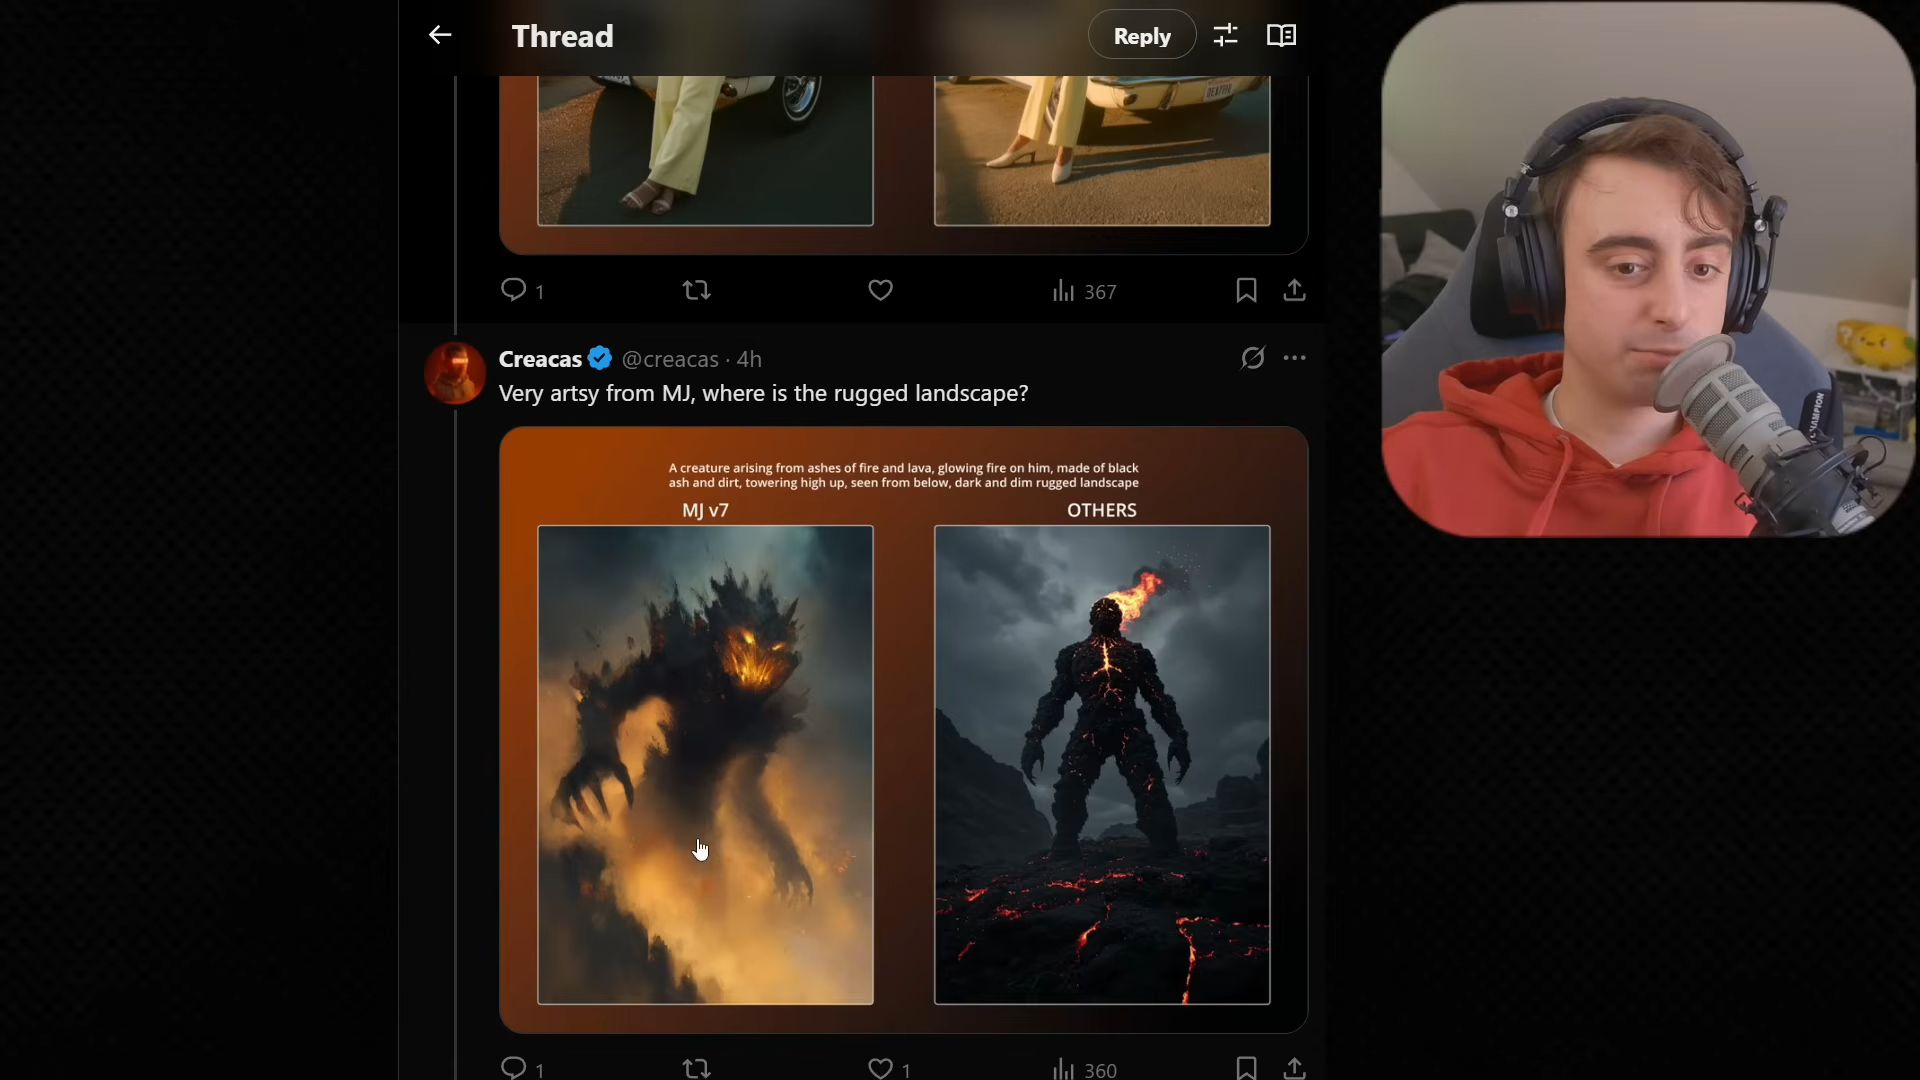 Thread
Reply
1
367
Creacas @creacas · 4h
Very artsy from MJ, where is the rugged landscape?
A creature arising from ashes of fire and lava, glowing fire on him, made of black
ash and dirt, towering high up, seen from below, dark and dim rugged landscape
MJ v7
OTHERS
1
1
360
CHAMPION